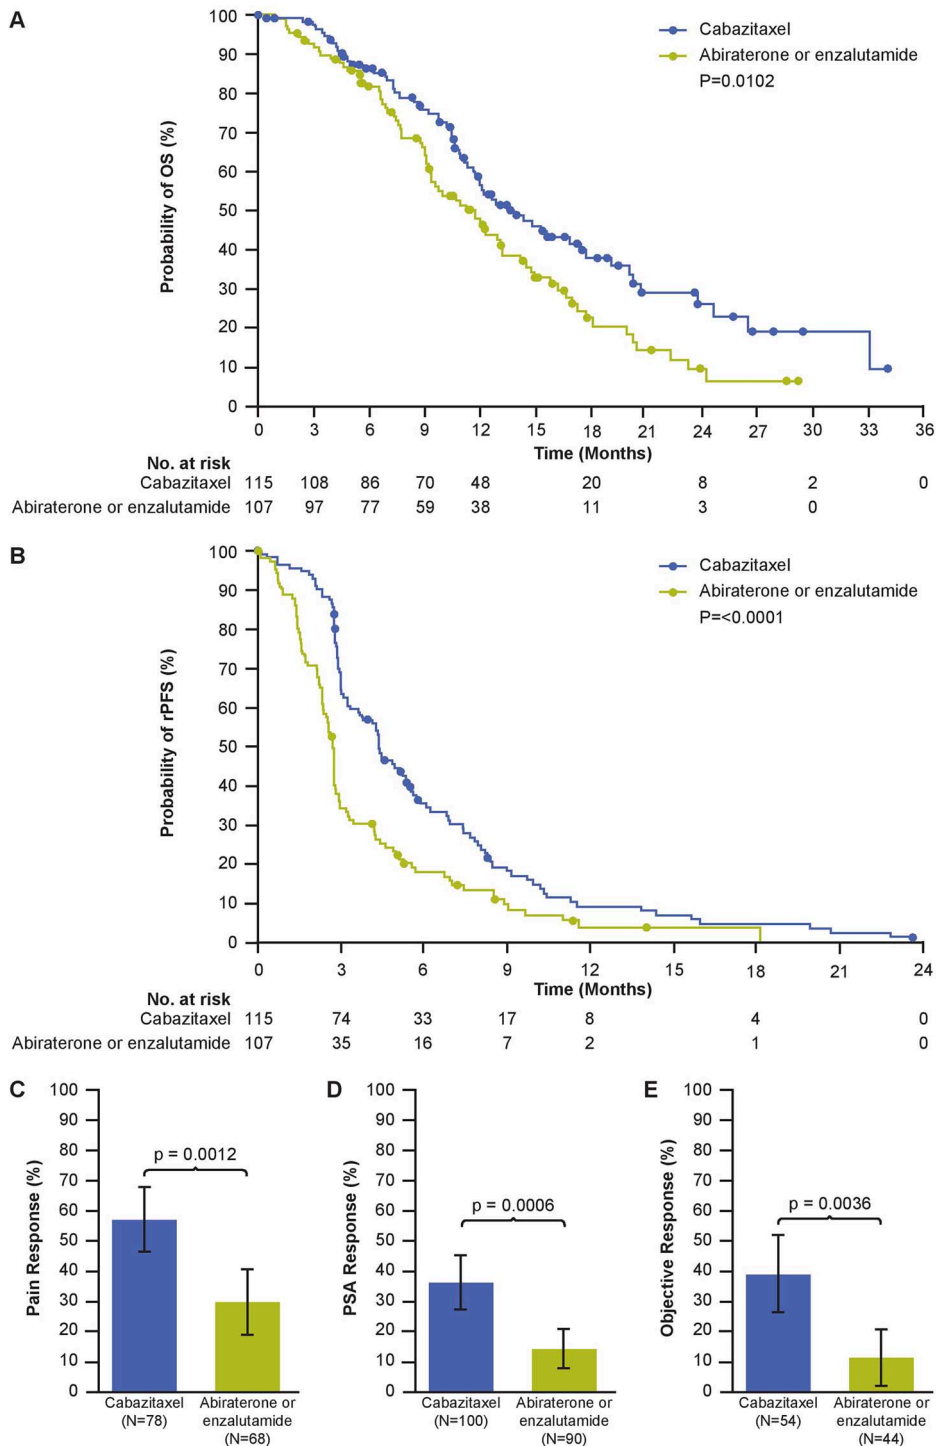 A
Probability of OS (%)
100
90
80
70
60
50
40
30
20
10
0
Cabazitaxel
Abiraterone or enzalutamide
P=0.0102
0 3 6 9 12 15 18 21 24 27 30 33 36
Time (Months)
No. at risk
Cabazitaxel 115 108 86 70 48 20 8 2 0
Abiraterone or enzalutamide 107 97 77 59 38 11 3 0
B
Probability of rPFS (%)
100
90
80
70
60
50
40
30
20
10
0
Cabazitaxel
Abiraterone or enzalutamide
P=<0.0001
0 3 6 9 12 15 18 21 24
Time (Months)
No. at risk
Cabazitaxel 115 74 33 17 8 4 0
Abiraterone or enzalutamide 107 35 16 7 2 1 0
C
Pain Response (%)
100
90
80
70
60
50
40
30
20
10
0
p = 0.0012
Cabazitaxel
(N=78)
Abiraterone or
enzalutamide
(N=68)
D
PSA Response (%)
100
90
80
70
60
50
40
30
20
10
0
p = 0.0006
Cabazitaxel
(N=100)
Abiraterone or
enzalutamide
(N=90)
E
Objective Response (%)
100
90
80
70
60
50
40
30
20
10
0
p = 0.0036
Cabazitaxel
(N=54)
Abiraterone or
enzalutamide
(N=44)